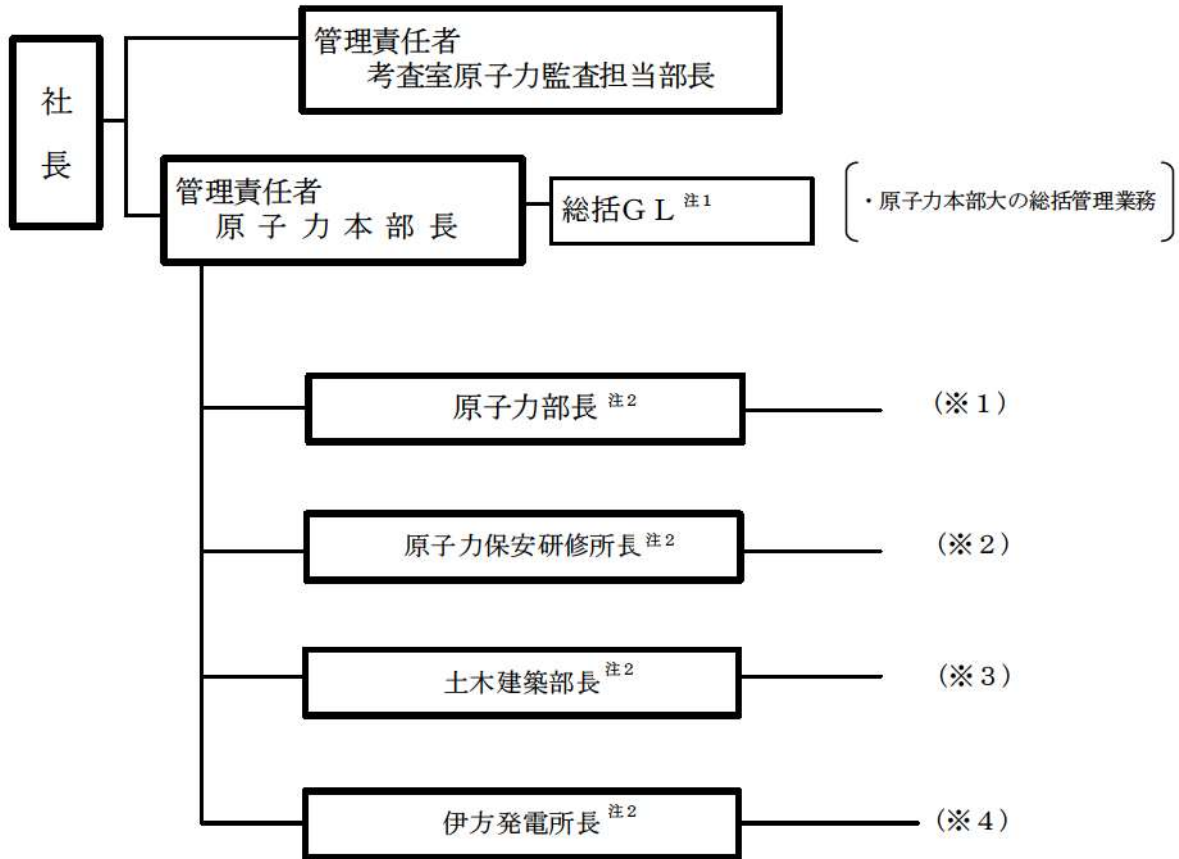 社長
管理責任者
考査室原子力監査担当部長
管理責任者
原子力本部長
総括GL 注1
・原子力本部大の総括管理業務
原子力部長 注2
(※1)
原子力保安研修所長 注2
(※2)
土木建築部長 注2
(※3)
伊方発電所長 注2
(※4)